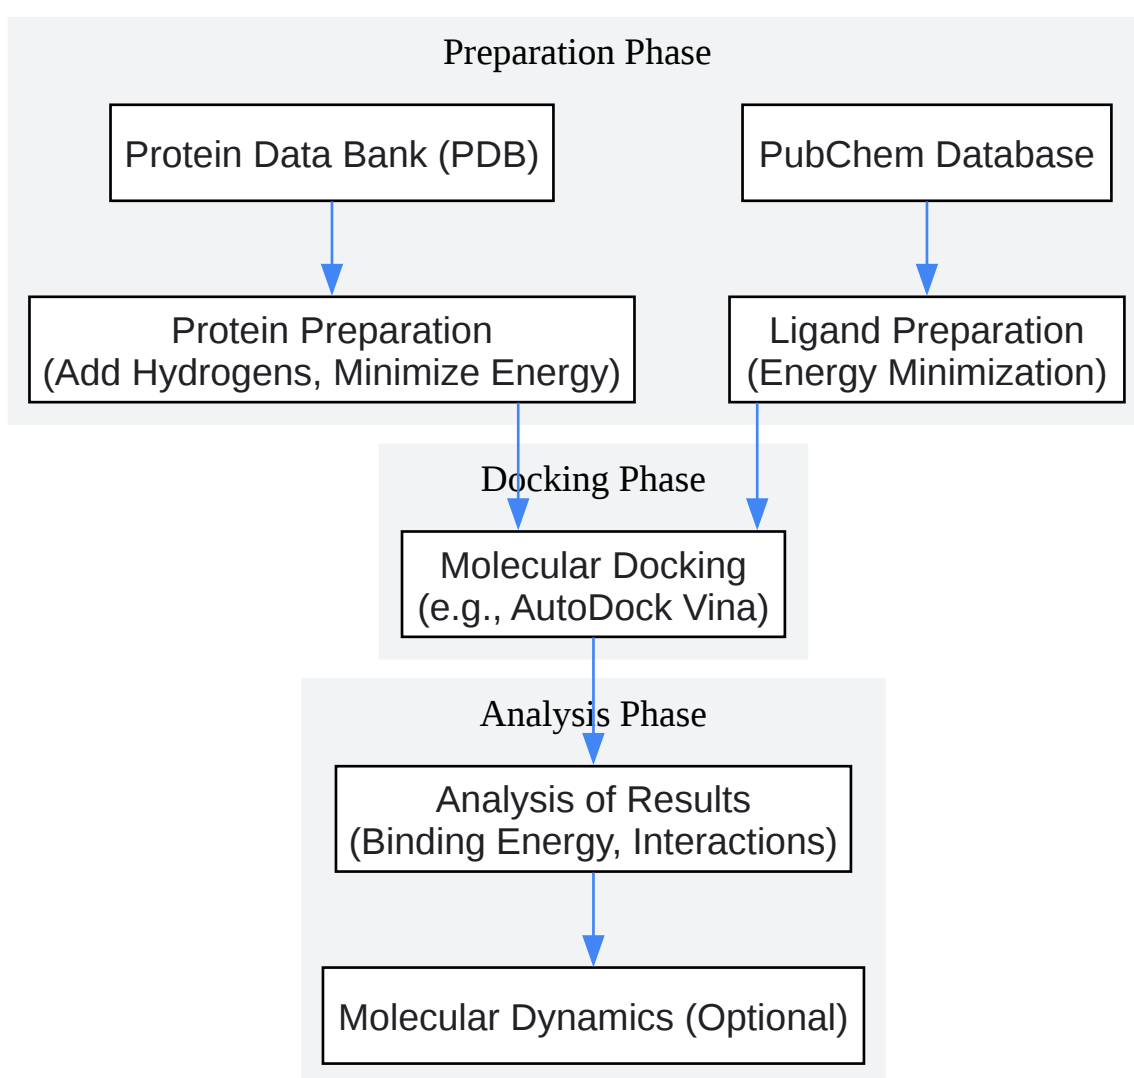 Preparation Phase
Protein Data Bank (PDB)
PubChem Database
Protein Preparation
(Add Hydrogens, Minimize Energy)
Ligand Preparation
(Energy Minimization)
Docking Phase
Molecular Docking
(e.g., AutoDock Vina)
Analysis Phase
Analysis of Results
(Binding Energy, Interactions)
Molecular Dynamics (Optional)